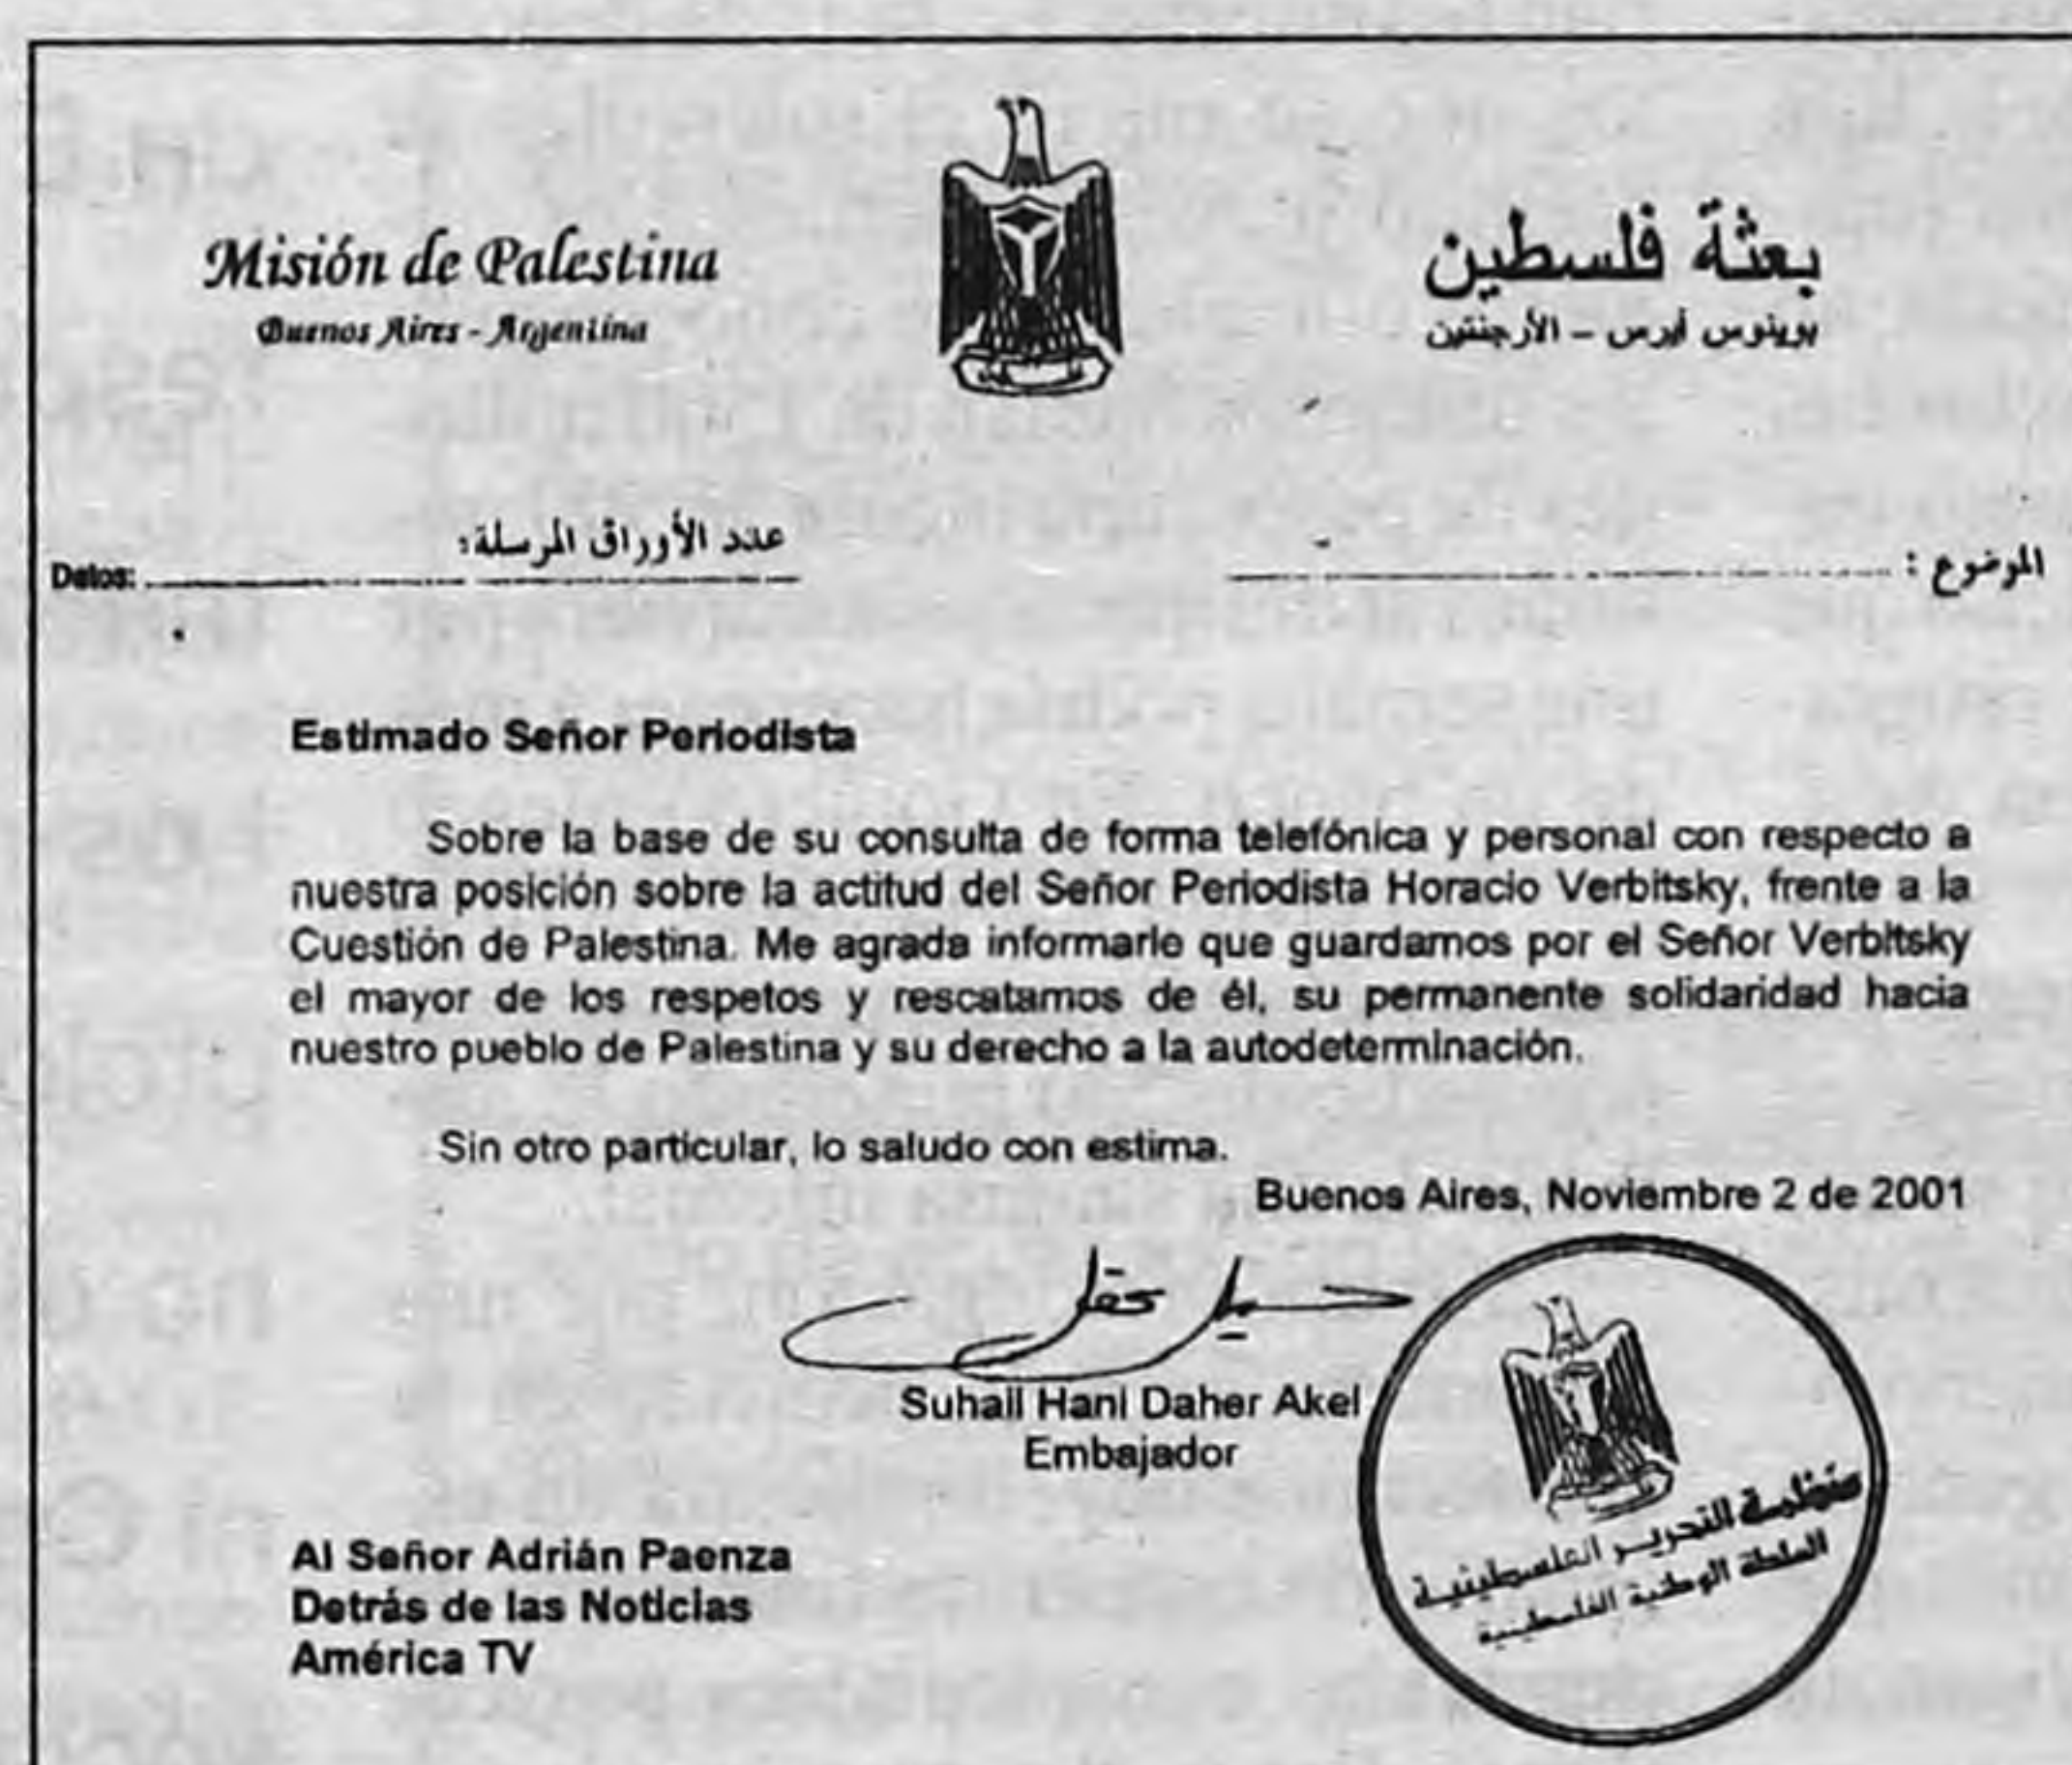 Misión de Palestina
Buenos Aires - Argentina
بعثة فلسطين
بوينوس أيرس – الأرجنتين
Datos:
عدد الأوراق المرسلة:
الموضوع :
Estimado Señor Periodista
Sobre la base de su consulta de forma telefónica y personal con respecto a
nuestra posición sobre la actitud del Señor Periodista Horacio Verbitsky, frente a la
Cuestión de Palestina. Me agrada informarle que guardamos por el Señor Verbitsky
el mayor de los respetos y rescatamos de él, su permanente solidaridad hacia
nuestro pueblo de Palestina y su derecho a la autodeterminación.
Sin otro particular, lo saludo con estima.
Buenos Aires, Noviembre 2 de 2001
Suhail Hani Daher Akel
Embajador
منظمة التحرير الفلسطينية
السلطة الوطنية الفلسطينية
Al Señor Adrián Paenza
Detrás de las Noticias
América TV